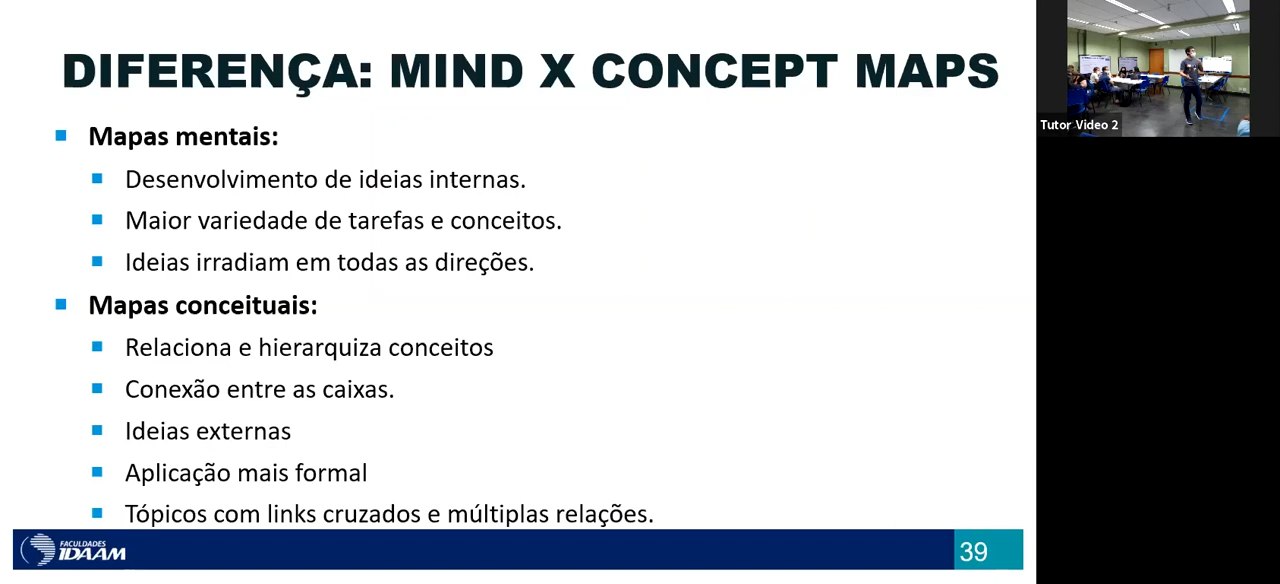 DIFERENÇA: MIND X CONCEPT MAPS
Mapas mentais:
Desenvolvimento de ideias internas.
Maior variedade de tarefas e conceitos.
Ideias irradiam em todas as direções.
Mapas conceituais:
Relaciona e hierarquiza conceitos
Conexão entre as caixas.
Ideias externas
Aplicação mais formal
Tópicos com links cruzados e múltiplas relações.
FACULDADES
IDAAM
39
Tutor Video 2